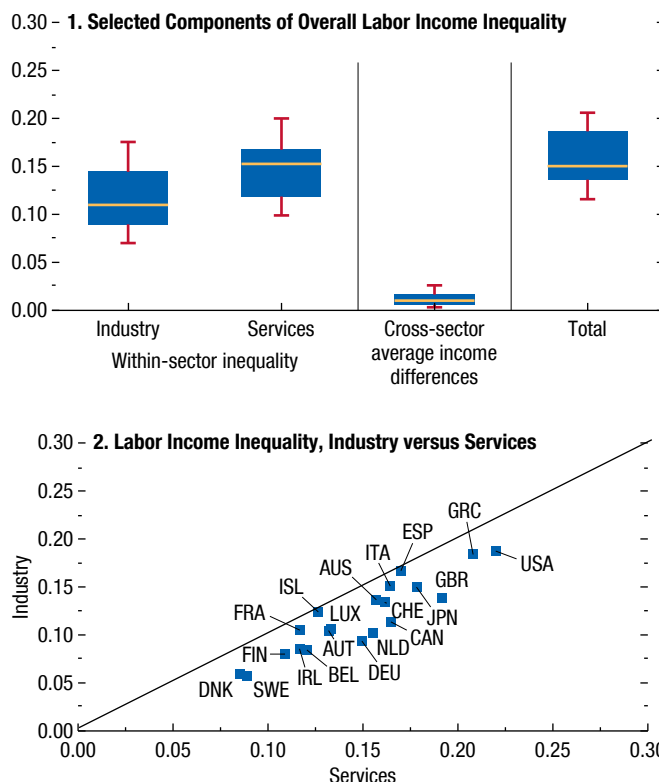 1. Selected Components of Overall Labor Income Inequality
0.30
0.25
0.20
0.15
0.10
0.05
0.00
Industry
Services
Cross-sector
average income
differences
Total
Within-sector inequality
2. Labor Income Inequality, Industry versus Services
0.30
0.25
0.20
0.15
0.10
0.05
0.00
Industry
GRC
USA
ESP
ITA
AUS
GBR
ISL
LUX
CHE
JPN
FRA
CAN
FIN
AUT
NLD
IRL
BEL
DEU
DNK
SWE
0.00
0.05
0.10
0.15
0.20
0.25
Services